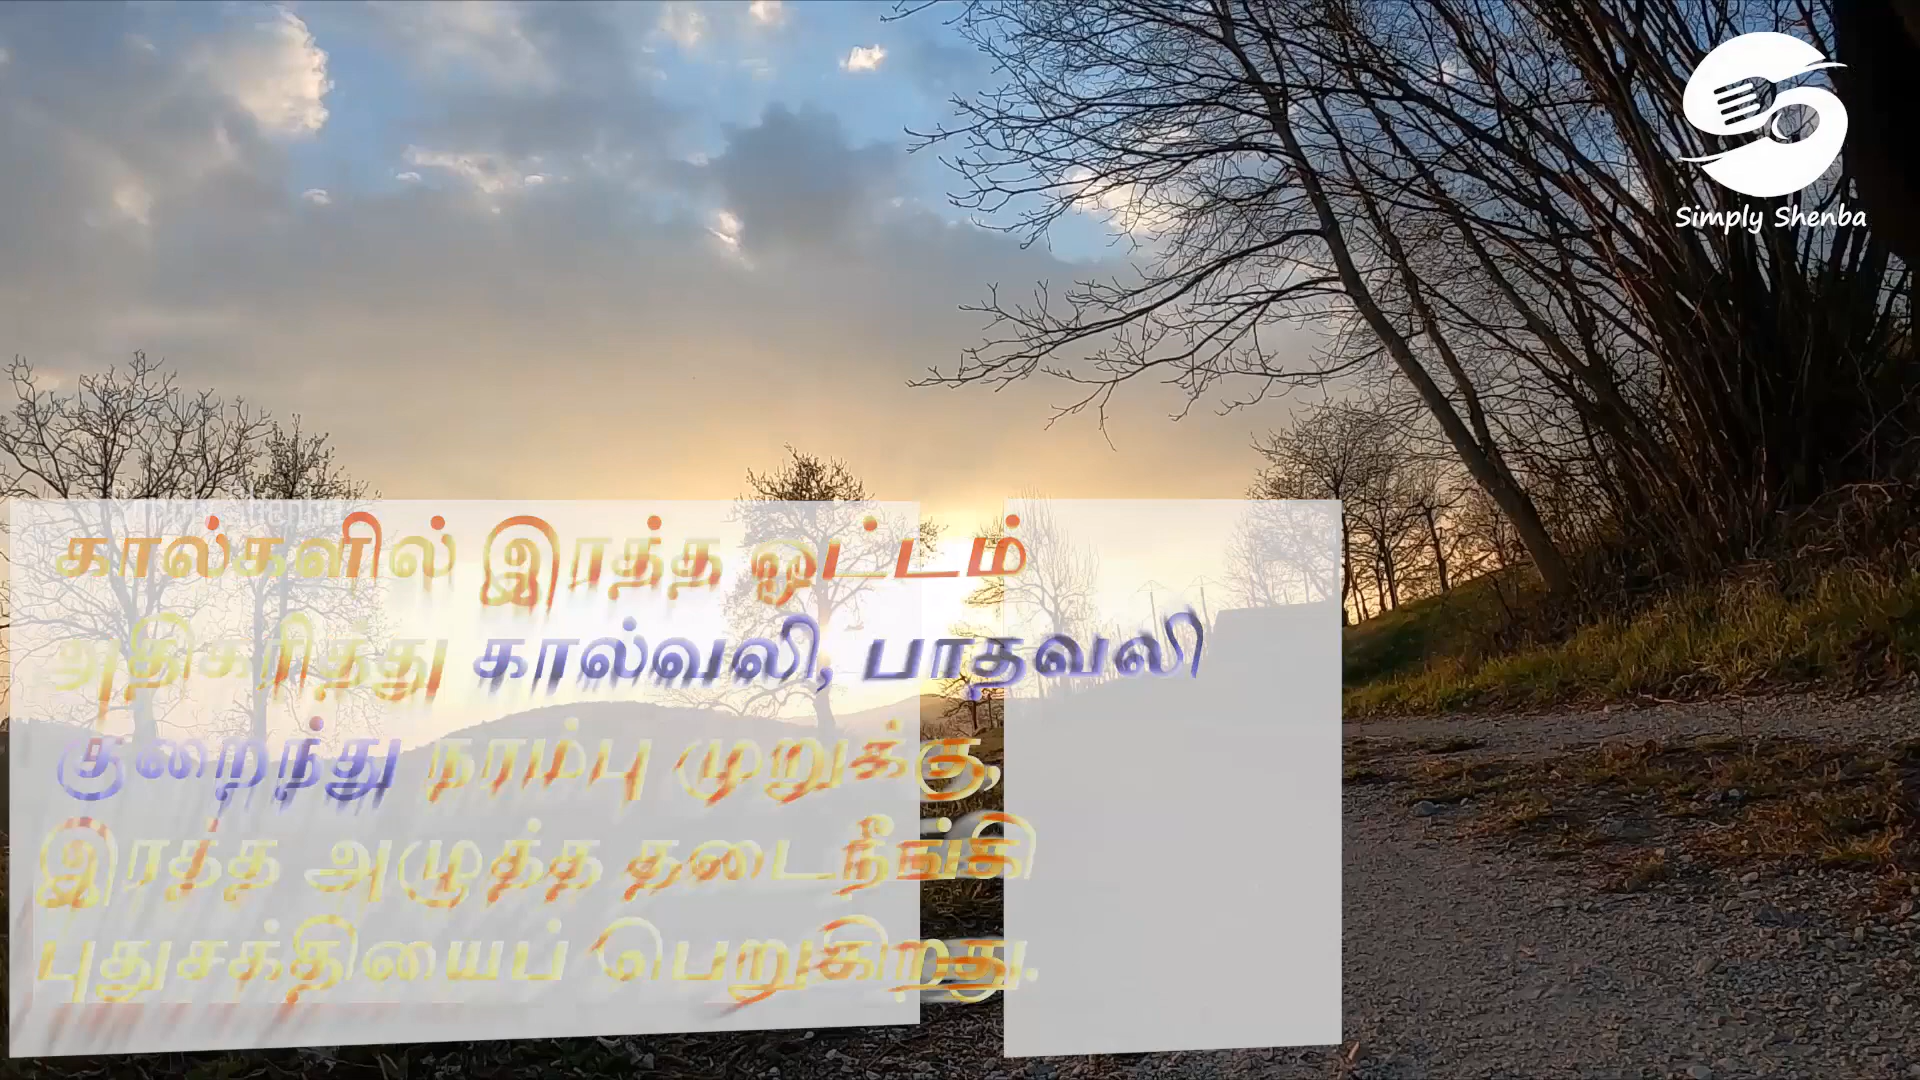 Simply Shenba
கால்களில் இரத்த ஓட்டம்
அதிகரித்து கால்வலி, பாதவலி
குறைந்து நரம்பு முறுக்கு,
இரத்த அழுத்த தடை நீங்கி
புதுசக்தியைப் பெறுகிறது.